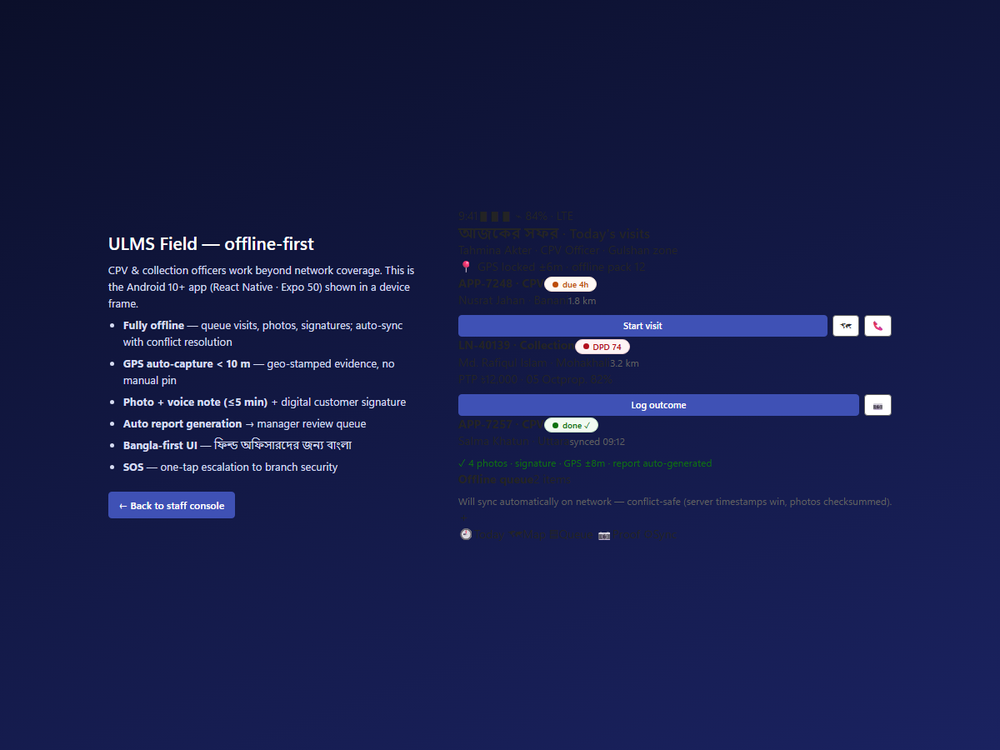 ULMS Field — offline-first
CPV & collection officers work beyond network coverage. This is
the Android 10+ app (React Native · Expo 50) shown in a device
frame.
Fully offline — queue visits, photos, signatures; auto-sync
with conflict resolution
GPS auto-capture < 10 m — geo-stamped evidence, no
manual pin
Photo + voice note (≤5 min) + digital customer signature
Auto report generation → manager review queue
Bangla-first UI — ফিল্ড অফিসারদের জন্য বাংলা
SOS — one-tap escalation to branch security
← Back to staff console
9:41 84% · LTE
আজকের সফর · Today's visits
Tahmina Akter · CPV Officer · Gulshan zone
GPS locked ±6m · offline pack 12
APP-7248 · CPV due 4h
Nusrat Jahan · Banani 1.8 km
Start visit
LN-40139 · Collection DPD 74
Md. Rafiqul Islam · Mohakhali 3.2 km
PTP ৳12,000 · 05 Oct prop. 62%
Log outcome
APP-7257 · CPV done ✓
Salma Khatun · Uttara synced 09:12
✓ 4 photos · signature · GPS ±8m · report auto-generated
Offline queue items
Will sync automatically on network — conflict-safe (server timestamps win, photos checksummed).
Today Map Queue